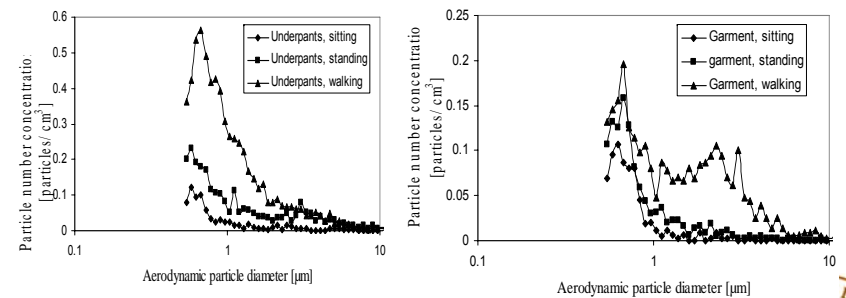 Particle number concentratio
[particles/ cm³]
0.6
0.5
0.4
0.3
0.2
0.1
0
0.1
1
10
Aerodynamic particle diameter [µm]
Underpants, sitting
Underpants, standing
Underpants, walking
Particle number concentratio
[particles/ cm³]
0.25
0.2
0.15
0.1
0.05
0
0.1
1
10
Aerodynamic particle diameter [µm]
Garment, sitting
garment, standing
Garment, walking